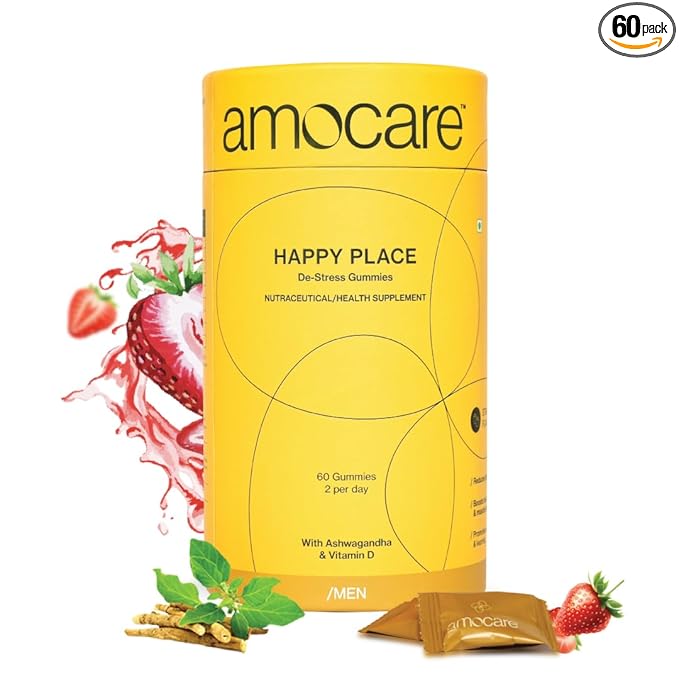 60 pack
amocare™
HAPPY PLACE
De-Stress Gummies
NUTRACEUTICAL/HEALTH SUPPLEMENT
60 Gummies
2 per day
With Ashwagandha
& Vitamin D
/MEN
amocare